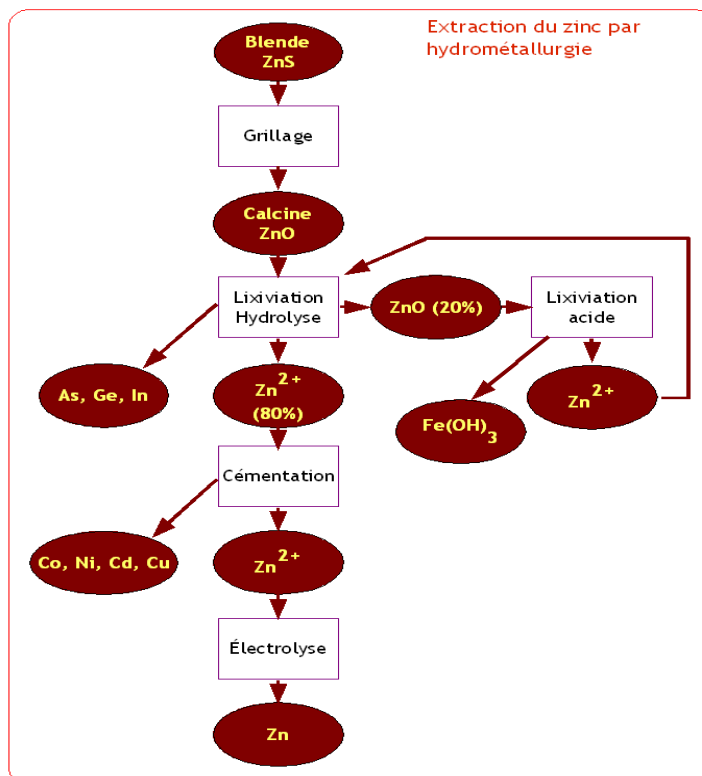 Extraction du zinc par
hydrométallurgie
Blende
ZnS
Grillage
Calcine
ZnO
Lixiviation
Hydrolyse
ZnO (20%)
Lixiviation
acide
As, Ge, In
Zn²⁺
(80%)
Zn²⁺
Fe(OH)₃
Cémentation
Co, Ni, Cd, Cu
Zn²⁺
Électrolyse
Zn